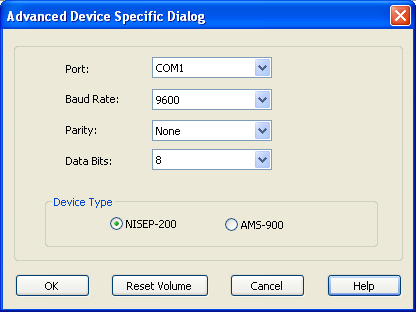 Advanced Device Specific Dialog
Port: COM1
Baud Rate: 9600
Parity: None
Data Bits: 8
Device Type
NISEP-200 AMS-900
OK Reset Volume Cancel Help